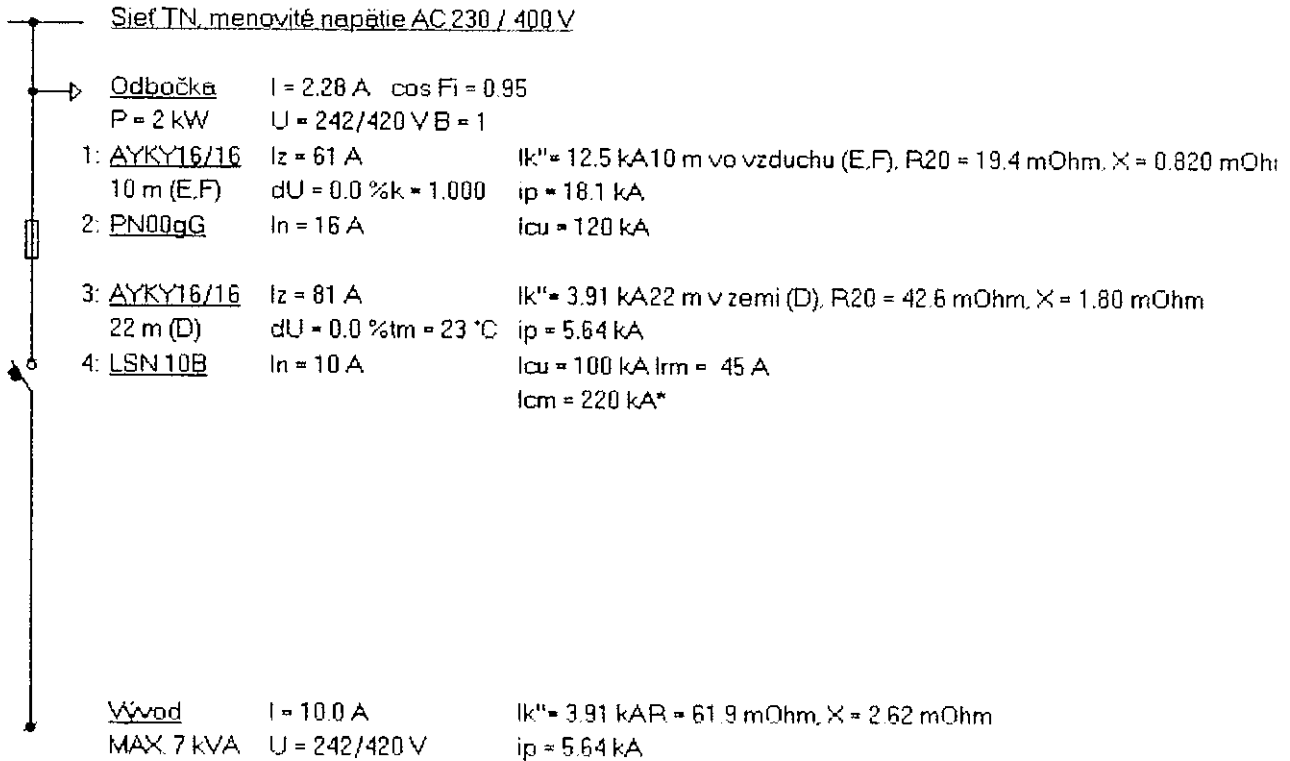 Sieť TN, menovité napätie AC 230 / 400 V
Odbočka I = 2.28 A cos Fi = 0.95
P = 2 kW U = 242/420 V B = 1
1: AYKY16/16 Iz = 61 A Ik"= 12.5 kA10 m vo vzduchu (E,F), R20 = 19.4 mOhm, X = 0.820 mOh
10 m (E,F) dU = 0.0 %k = 1.000 ip = 18.1 kA
2: PN00gG In = 16 A Icu = 120 kA
3: AYKY16/16 Iz = 81 A Ik"= 3.91 kA22 m v zemi (D), R20 = 42.6 mOhm, X = 1.80 mOhm
22 m (D) dU = 0.0 %tm = 23 °C ip = 5.64 kA
4: LSN 10B In = 10 A Icu = 100 kA Irm = 45 A
Icm = 220 kA*
Vývod I = 10.0 A Ik"= 3.91 kAR = 61.9 mOhm, X = 2.62 mOhm
MAX. 7 kVA U = 242/420 V ip = 5.64 kA